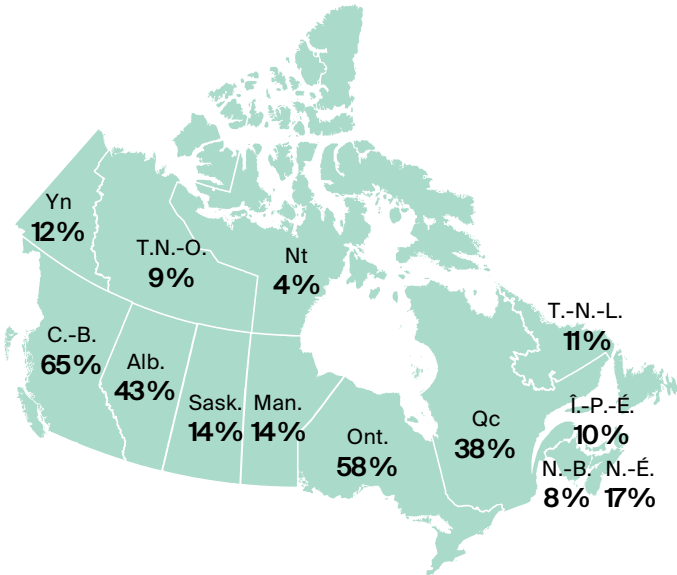 Yn
12%
T.N.-O.
9%
Nt
4%
C.-B.
65%
Alb.
43%
Sask.
14%
Man.
14%
Ont.
58%
Qc
38%
T.-N.-L.
11%
Î.-P.-É.
10%
N.-B.
8%
N.-É.
17%